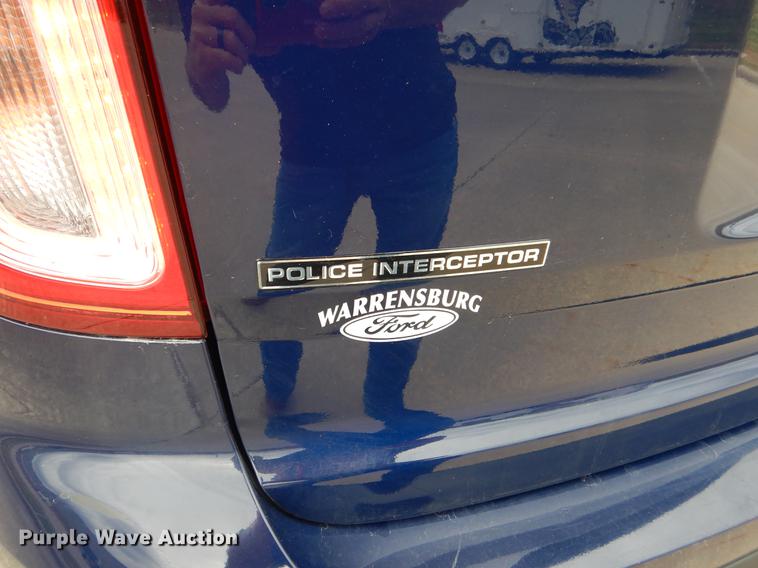 POLICE INTERCEPTOR
WARRENSBURG
Ford
Purple Wave Auction